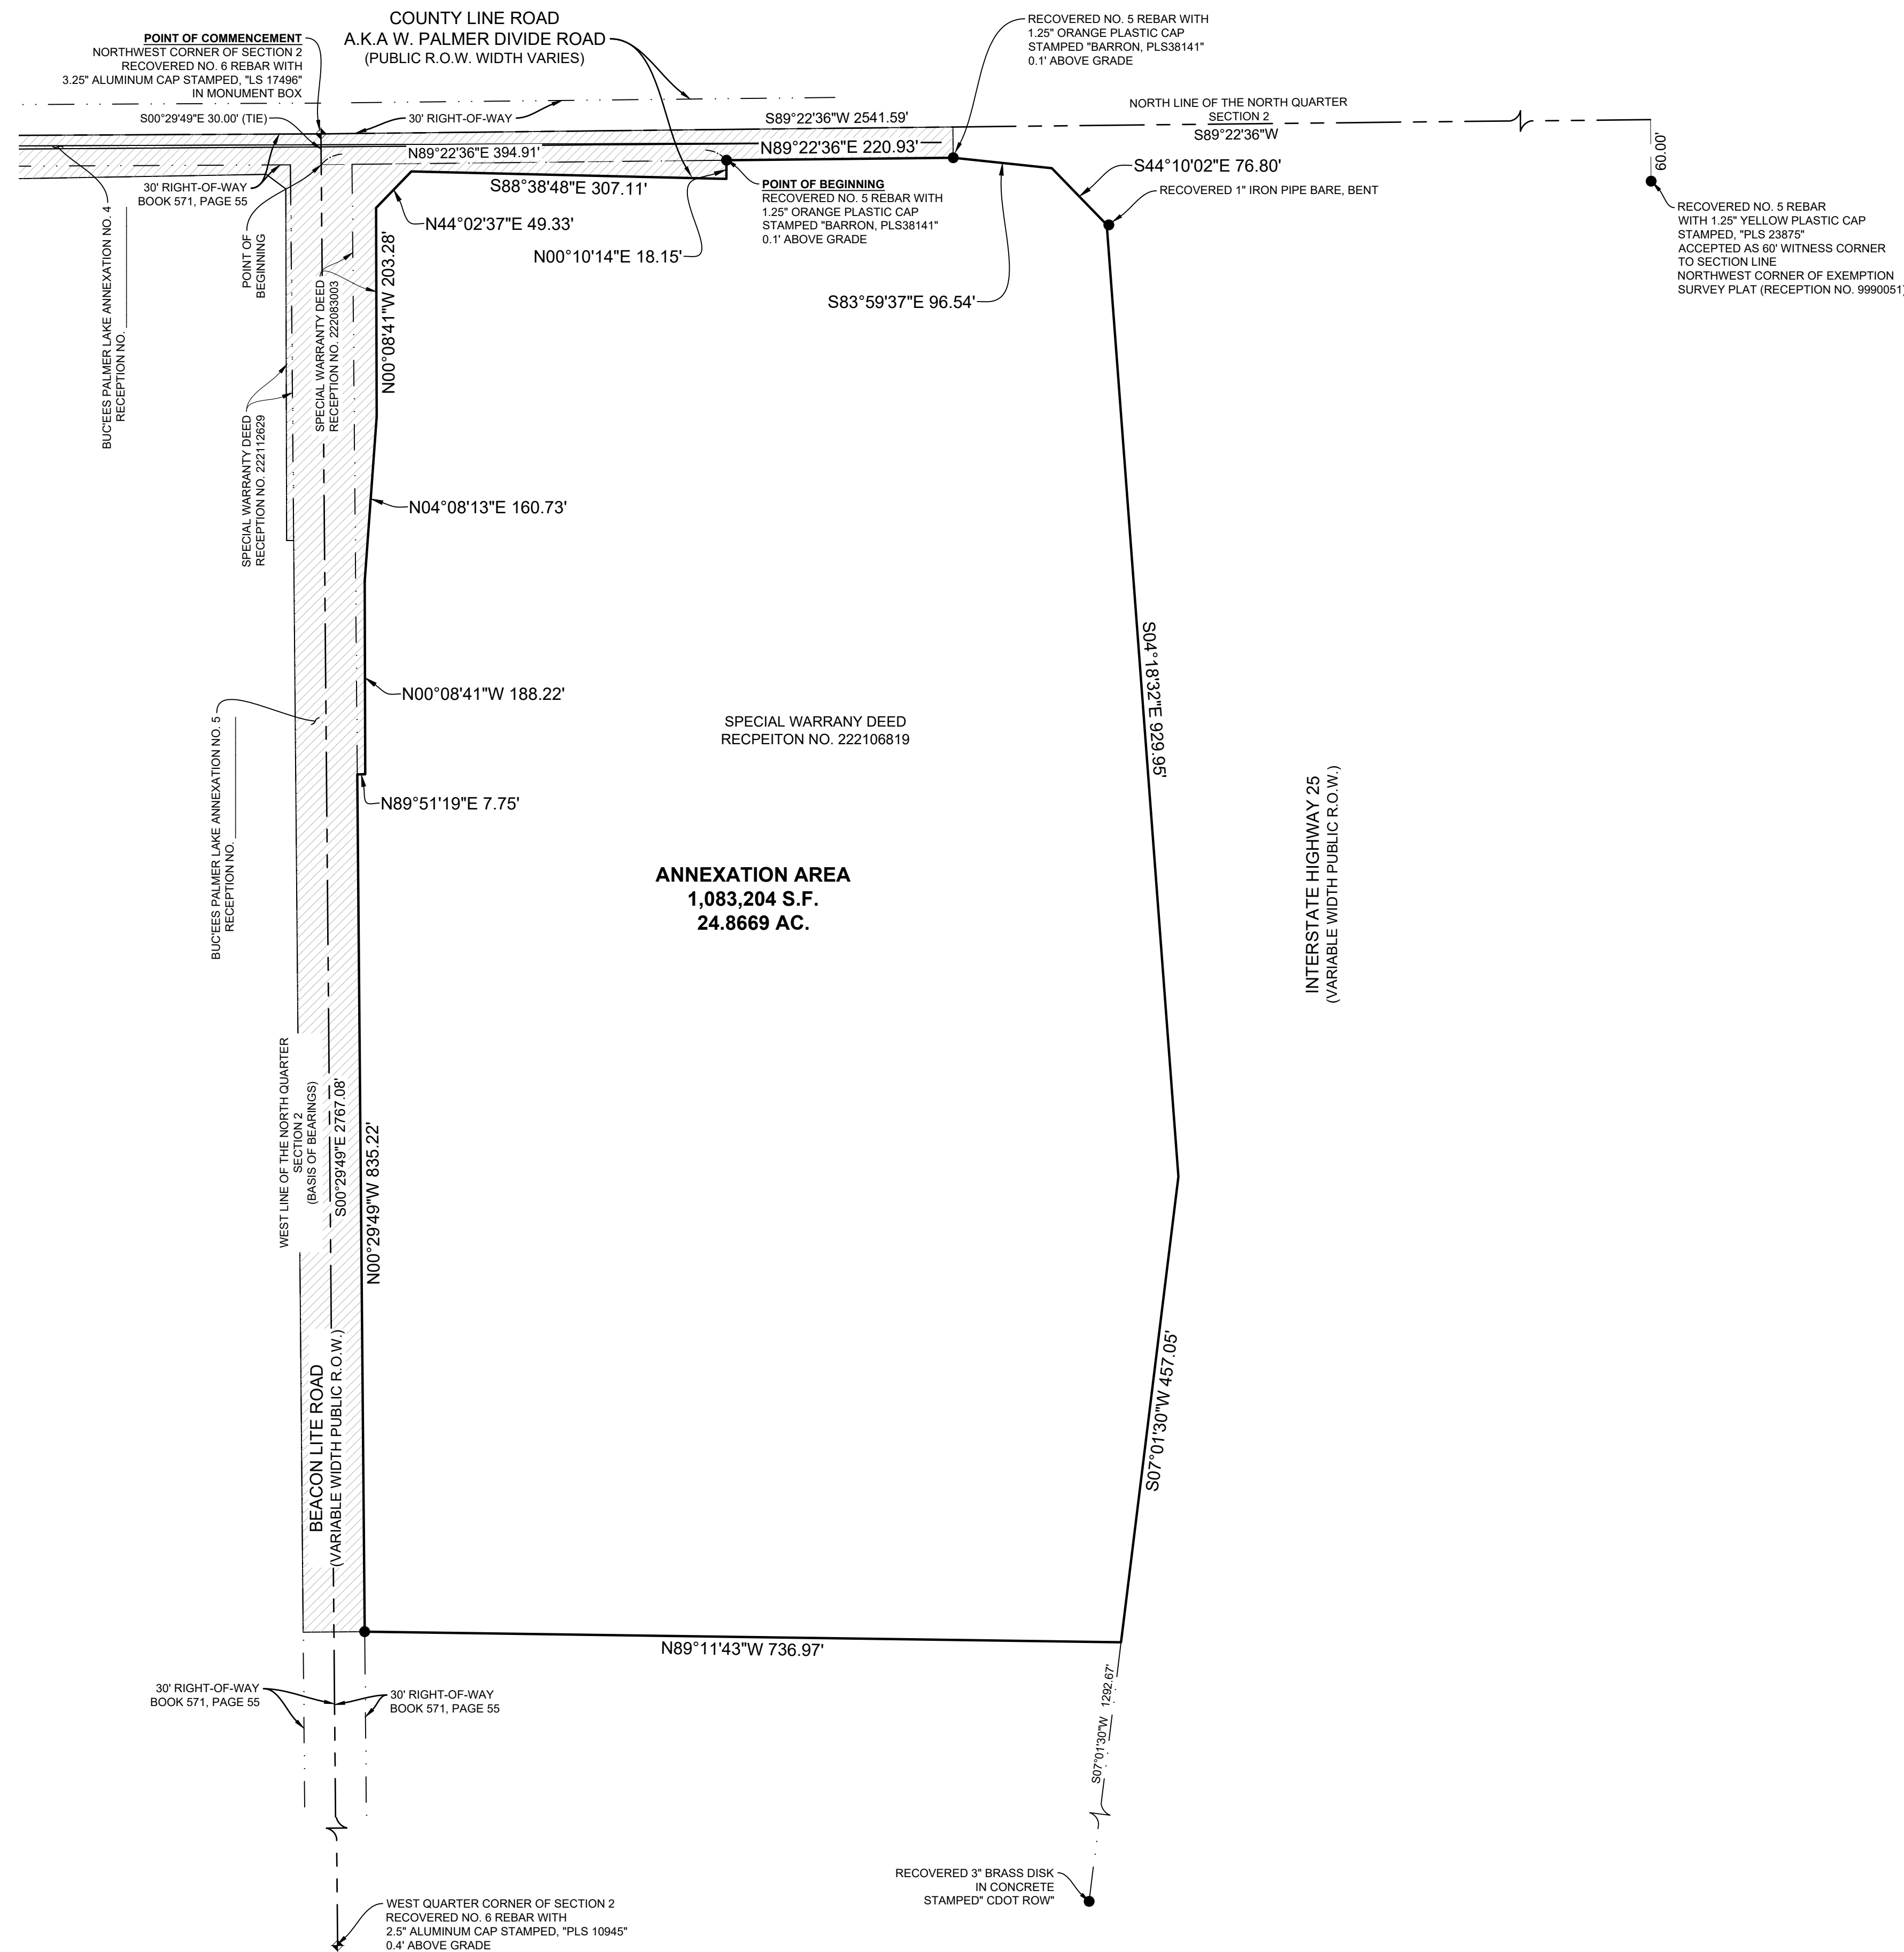 COUNTY LINE ROAD
A.K.A W. PALMER DIVIDE ROAD
(PUBLIC R.O.W. WIDTH VARIES)
POINT OF COMMENCEMENT
NORTHWEST CORNER OF SECTION 2
RECOVERED NO. 6 REBAR WITH
3.25" ALUMINUM CAP STAMPED, "LS 17496"
IN MONUMENT BOX
RECOVERED NO. 5 REBAR WITH
1.25" ORANGE PLASTIC CAP
STAMPED "BARRON, PLS38141"
0.1' ABOVE GRADE
S00°29'49"E 30.00' (TIE)
30' RIGHT-OF-WAY
S89°22'36"W 2541.59'
NORTH LINE OF THE NORTH QUARTER
SECTION 2
S89°22'36"W
60.00'
N89°22'36"E 394.91'
N89°22'36"E 220.93'
S44°10'02"E 76.80'
RECOVERED 1" IRON PIPE BARE, BENT
30' RIGHT-OF-WAY
BOOK 571, PAGE 55
S88°38'48"E 307.11'
POINT OF BEGINNING
RECOVERED NO. 5 REBAR WITH
1.25" ORANGE PLASTIC CAP
STAMPED "BARRON, PLS38141"
0.1' ABOVE GRADE
RECOVERED NO. 5 REBAR
WITH 1.25" YELLOW PLASTIC CAP
STAMPED, "PLS 23875"
ACCEPTED AS 60' WITNESS CORNER
TO SECTION LINE
NORTHWEST CORNER OF EXEMPTION
SURVEY PLAT (RECEPTION NO. 9990051)
N44°02'37"E 49.33'
N00°10'14"E 18.15'
S83°59'37"E 96.54'
BUC'EES PALMER LAKE ANNEXATION NO. 4
RECEPTION NO.
POINT OF
BEGINNING
SPECIAL WARRANTY DEED
RECEPTION NO. 222083003
N00°08'41"W 203.28'
SPECIAL WARRANTY DEED
RECEPTION NO. 222112629
N04°08'13"E 160.73'
N00°08'41"W 188.22'
S04°18'32"E 929.95'
SPECIAL WARRANY DEED
RECPEITON NO. 222106819
BUC'EES PALMER LAKE ANNEXATION NO. 5
RECEPTION NO.
N89°51'19"E 7.75'
INTERSTATE HIGHWAY 25
(VARIABLE WIDTH PUBLIC R.O.W.)
ANNEXATION AREA
1,083,204 S.F.
24.8669 AC.
WEST LINE OF THE NORTH QUARTER
SECTION 2
(BASIS OF BEARINGS)
S00°29'49"E 2767.08'
N00°29'49"W 835.22'
BEACON LITE ROAD
(VARIABLE WIDTH PUBLIC R.O.W.)
S07°01'30"W 457.05'
N89°11'43"W 736.97'
30' RIGHT-OF-WAY
BOOK 571, PAGE 55
30' RIGHT-OF-WAY
BOOK 571, PAGE 55
S07°01'30"W 1292.67'
RECOVERED 3" BRASS DISK
IN CONCRETE
STAMPED" CDOT ROW"
WEST QUARTER CORNER OF SECTION 2
RECOVERED NO. 6 REBAR WITH
2.5" ALUMINUM CAP STAMPED, "PLS 10945"
0.4' ABOVE GRADE